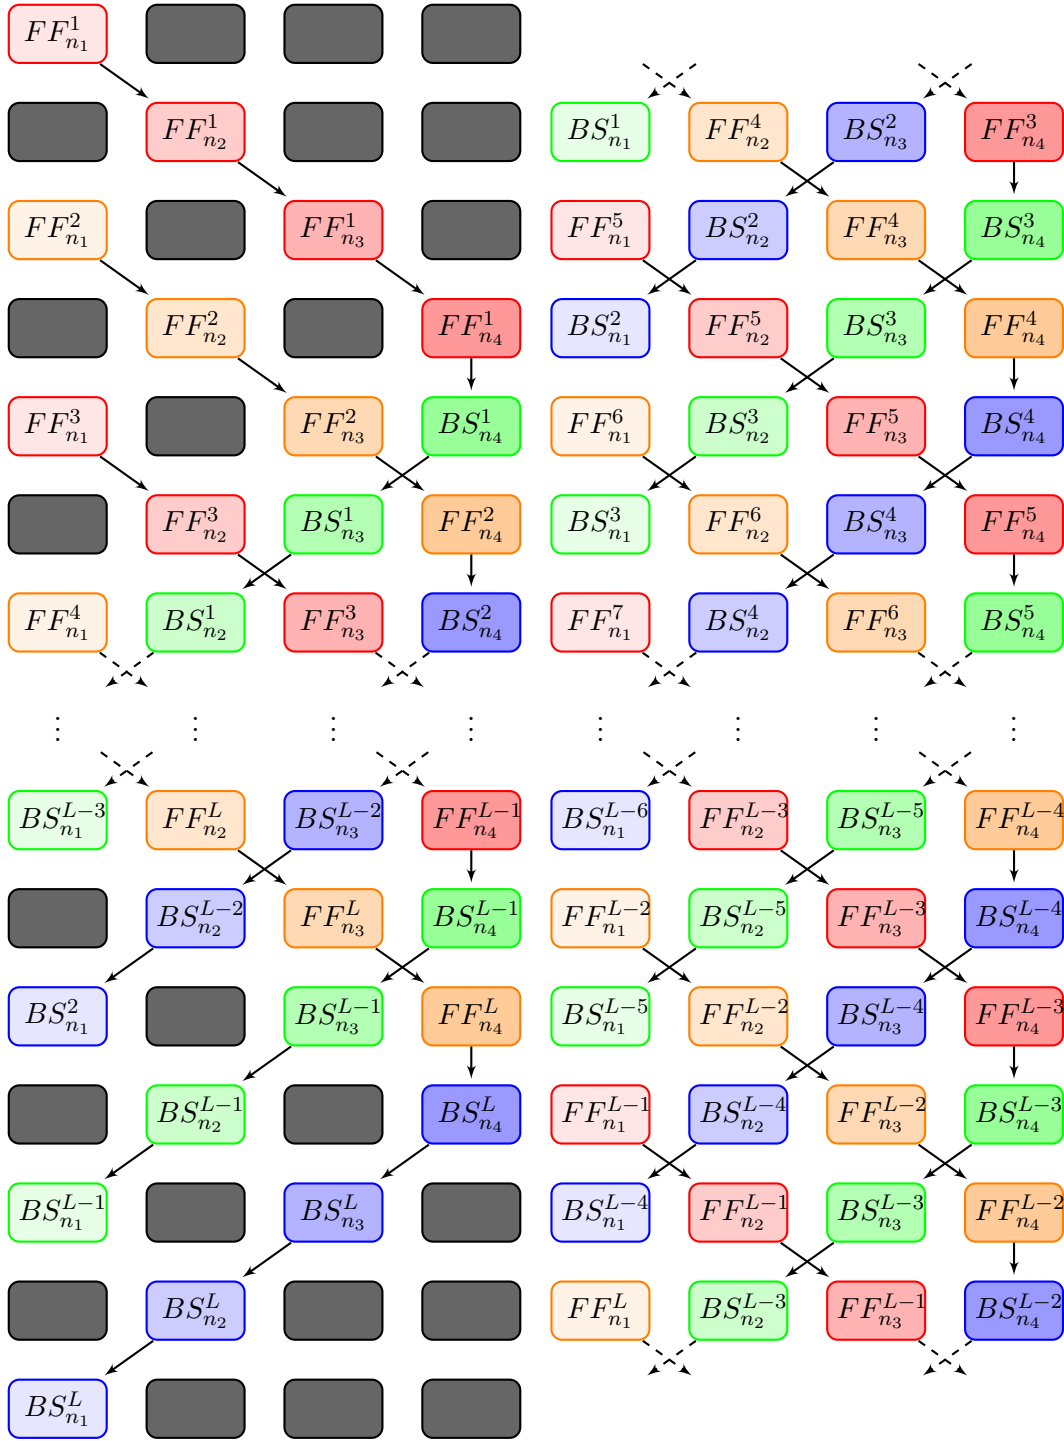 $FF_{n_1}^{1}$
$BS_{n_1}^{1}$ $FF_{n_2}^{4}$ $BS_{n_3}^{2}$ $FF_{n_4}^{3}$
$FF_{n_2}^{1}$
$FF_{n_1}^{2}$ $FF_{n_3}^{1}$ $FF_{n_1}^{5}$ $BS_{n_2}^{2}$ $FF_{n_3}^{4}$ $BS_{n_4}^{3}$
$FF_{n_2}^{2}$ $FF_{n_4}^{1}$ $BS_{n_1}^{2}$ $FF_{n_2}^{5}$ $BS_{n_3}^{3}$ $FF_{n_4}^{4}$
$FF_{n_1}^{3}$ $FF_{n_3}^{2}$ $BS_{n_4}^{1}$ $FF_{n_1}^{6}$ $BS_{n_2}^{3}$ $FF_{n_3}^{5}$ $BS_{n_4}^{4}$
$FF_{n_2}^{3}$ $BS_{n_3}^{1}$ $FF_{n_4}^{2}$ $BS_{n_1}^{3}$ $FF_{n_2}^{6}$ $BS_{n_3}^{4}$ $FF_{n_4}^{5}$
$FF_{n_1}^{4}$ $BS_{n_2}^{1}$ $FF_{n_3}^{3}$ $BS_{n_4}^{2}$ $FF_{n_1}^{7}$ $BS_{n_2}^{4}$ $FF_{n_3}^{6}$ $BS_{n_4}^{5}$
⋮ ⋮ ⋮ ⋮ ⋮ ⋮ ⋮ ⋮
$BS_{n_1}^{L-3}$ $FF_{n_2}^{L}$ $BS_{n_3}^{L-2}$ $FF_{n_4}^{L-1}$ $BS_{n_1}^{L-6}$ $FF_{n_2}^{L-3}$ $BS_{n_3}^{L-5}$ $FF_{n_4}^{L-4}$
$BS_{n_2}^{L-2}$ $FF_{n_3}^{L}$ $BS_{n_4}^{L-1}$ $FF_{n_1}^{L-2}$ $BS_{n_2}^{L-5}$ $FF_{n_3}^{L-3}$ $BS_{n_4}^{L-4}$
$BS_{n_1}^{2}$ $BS_{n_3}^{L-1}$ $FF_{n_4}^{L}$ $BS_{n_1}^{L-5}$ $FF_{n_2}^{L-2}$ $BS_{n_3}^{L-4}$ $FF_{n_4}^{L-3}$
$BS_{n_2}^{L-1}$ $BS_{n_4}^{L}$ $FF_{n_1}^{L-1}$ $BS_{n_2}^{L-4}$ $FF_{n_3}^{L-2}$ $BS_{n_4}^{L-3}$
$BS_{n_1}^{L-1}$ $BS_{n_3}^{L}$ $BS_{n_1}^{L-4}$ $FF_{n_2}^{L-1}$ $BS_{n_3}^{L-3}$ $FF_{n_4}^{L-2}$
$BS_{n_2}^{L}$ $FF_{n_1}^{L}$ $BS_{n_2}^{L-3}$ $FF_{n_3}^{L-1}$ $BS_{n_4}^{L-2}$
$BS_{n_1}^{L}$